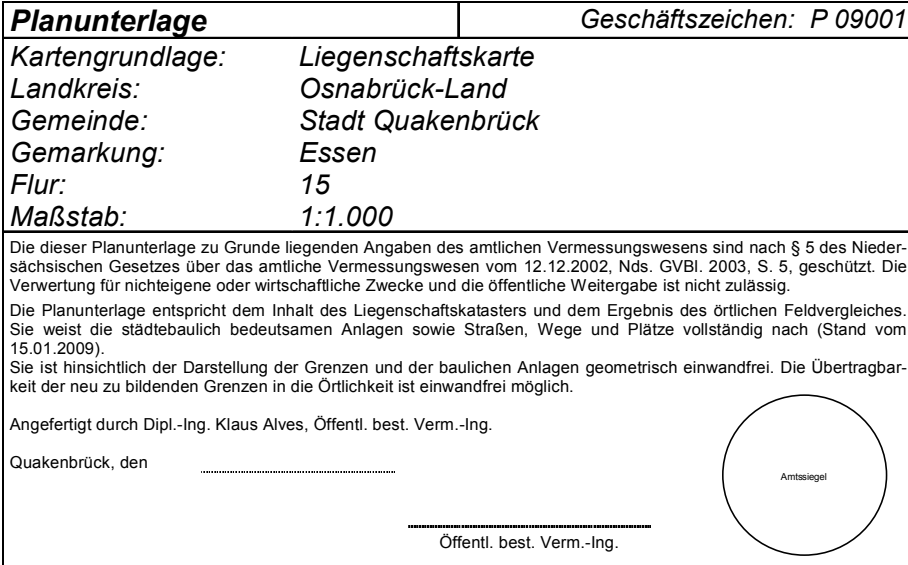 Planunterlage Geschäftszeichen: P 09001
Kartengrundlage: Liegenschaftskarte
Landkreis: Osnabrück-Land
Gemeinde: Stadt Quakenbrück
Gemarkung: Essen
Flur: 15
Maßstab: 1:1.000
Die dieser Planunterlage zu Grunde liegenden Angaben des amtlichen Vermessungswesens sind nach § 5 des Nieder-
sächsischen Gesetzes über das amtliche Vermessungswesen vom 12.12.2002, Nds. GVBl. 2003, S. 5, geschützt. Die
Verwertung für nichteigene oder wirtschaftliche Zwecke und die öffentliche Weitergabe ist nicht zulässig.
Die Planunterlage entspricht dem Inhalt des Liegenschaftskatasters und dem Ergebnis des örtlichen Feldvergleiches.
Sie weist die städtebaulich bedeutsamen Anlagen sowie Straßen, Wege und Plätze vollständig nach (Stand vom
15.01.2009).
Sie ist hinsichtlich der Darstellung der Grenzen und der baulichen Anlagen geometrisch einwandfrei. Die Übertragbar-
keit der neu zu bildenden Grenzen in die Örtlichkeit ist einwandfrei möglich.
Angefertigt durch Dipl.-Ing. Klaus Alves, Öffentl. best. Verm.-Ing.
Quakenbrück, den
Amtssiegel
Öffentl. best. Verm.-Ing.